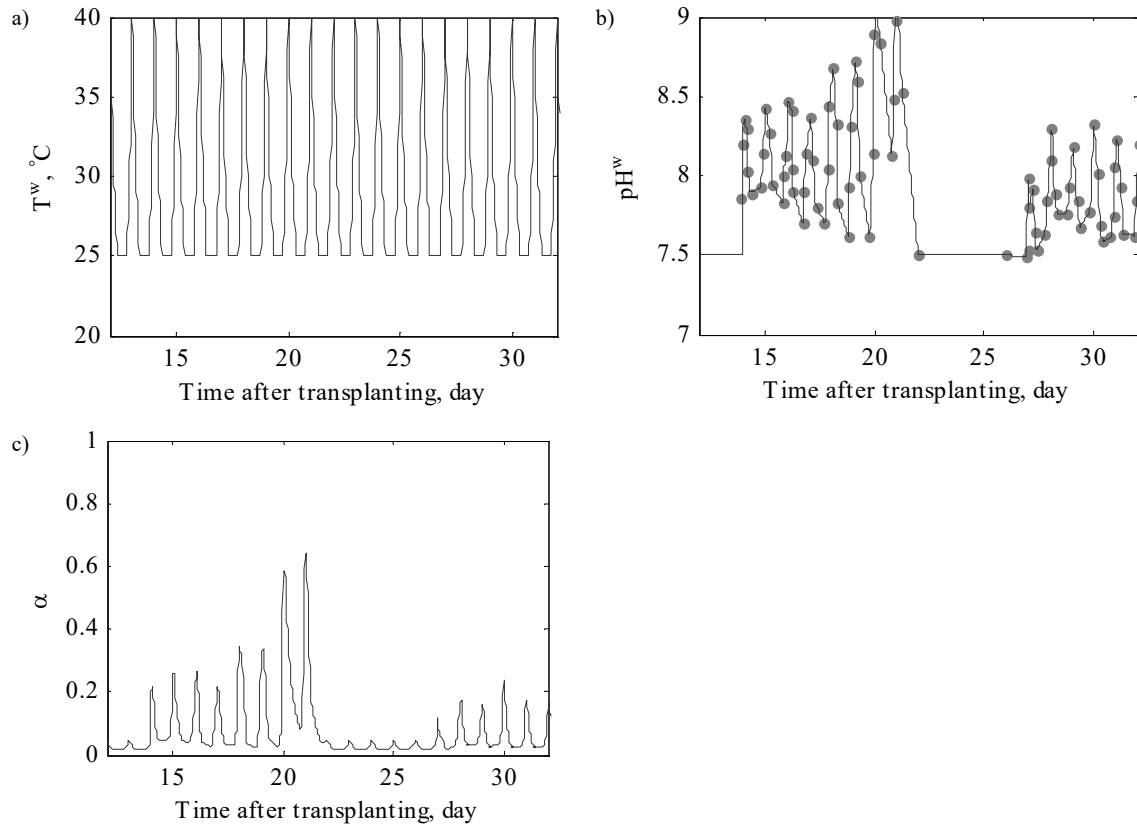 a)
40
35
30
25
20
T^w, °C
15 20 25 30
Time after transplanting, day
b)
9
8.5
8
7.5
7
pH^w
15 20 25 30
Time after transplanting, day
c)
1
0.8
0.6
0.4
0.2
0
α
15 20 25 30
Time after transplanting, day